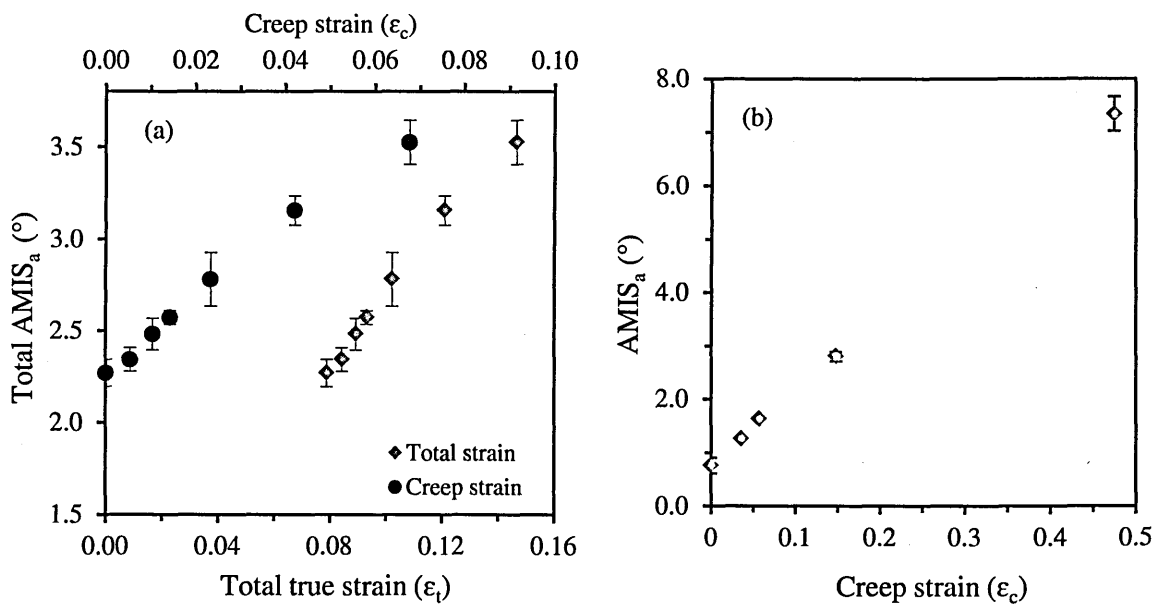 Creep strain (εc)
0.00 0.02 0.04 0.06 0.08 0.10
(a)
3.5
3.0
2.5
2.0
1.5
Total AMISa (°)
Total strain
Creep strain
0.00 0.04 0.08 0.12 0.16
Total true strain (εt)
(b)
8.0
6.0
4.0
2.0
0.0
AMISa (°)
0 0.1 0.2 0.3 0.4 0.5
Creep strain (εc)